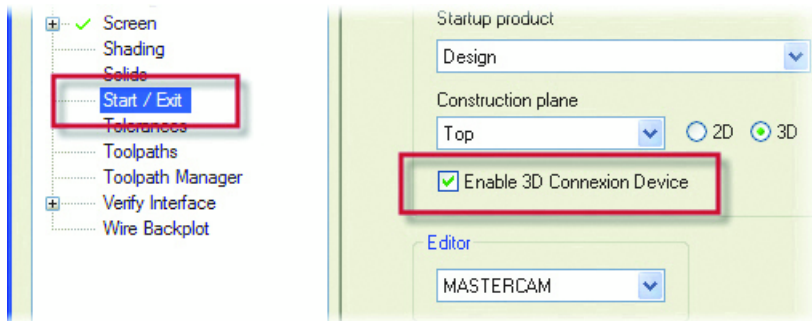 Screen
Shading
Solids
Start / Exit
Tolerances
Toolpaths
Toolpath Manager
Verify Interface
Wire Backplot
Startup product
Design
Construction plane
Top
2D
3D
Enable 3D Connexion Device
Editor
MASTERCAM